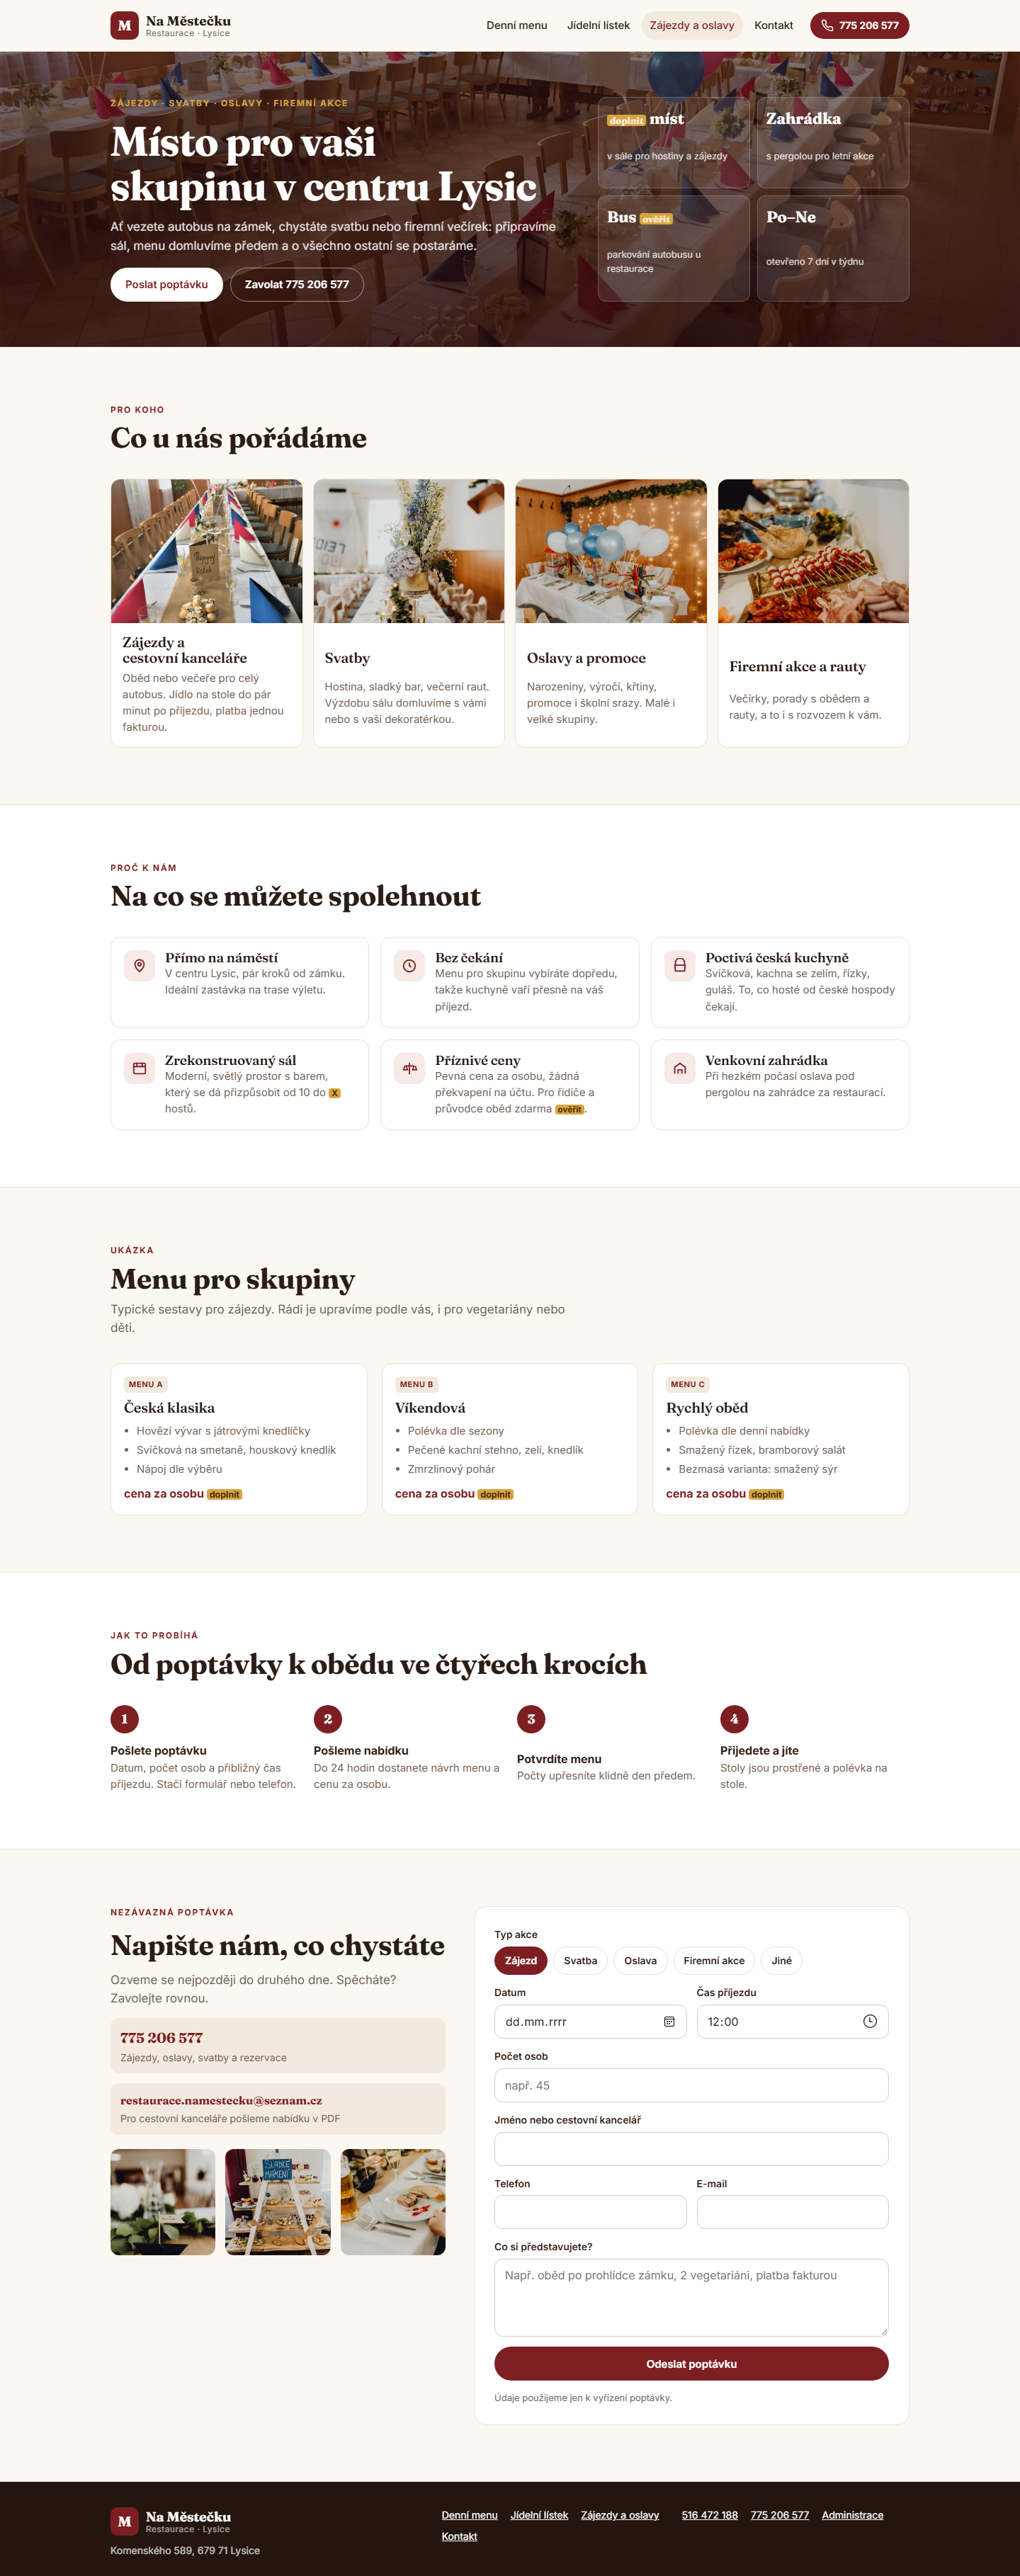 M
Na Městečku
Restaurace · Lysice
Denní menu
Jídelní lístek
Zájezdy a oslavy
Kontakt
775 206 577
ZÁJEZDY · SVATBY · OSLAVY · FIREMNÍ AKCE
Místo pro vaši
skupinu v centru Lysic
Ať vezete autobus na zámek, chystáte svatbu nebo firemní večírek: připravíme
sál, menu domluvíme předem a o všechno ostatní se postaráme.
Poslat poptávku
Zavolat 775 206 577
doplnit míst
v sále pro hostiny a zájezdy
Zahrádka
s pergolou pro letní akce
Bus ověřit
parkování autobusu u
restaurace
Po–Ne
otevřeno 7 dní v týdnu
PRO KOHO
Co u nás pořádáme
Zájezdy a
cestovní kanceláře
Oběd nebo večeře pro celý
autobus. Jídlo na stole do pár
minut po příjezdu, platba jednou
fakturou.
Svatby
Hostina, sladký bar, večerní raut.
Výzdobu sálu domluvíme s vámi
nebo s vaší dekoratérkou.
Oslavy a promoce
Narozeniny, výročí, křtiny,
promoce i školní srazy. Malé i
velké skupiny.
Firemní akce a rauty
Večírky, porady s obědem a
rauty, a to i s rozvozem k vám.
PROČ K NÁM
Na co se můžete spolehnout
Přímo na náměstí
V centru Lysic, pár kroků od zámku.
Ideální zastávka na trase výletu.
Bez čekání
Menu pro skupinu vybíráte dopředu,
takže kuchyně vaří přesně na váš
příjezd.
Poctivá česká kuchyně
Svíčková, kachna se zelím, řízky,
guláš. To, co hosté od české hospody
čekají.
Zrekonstruovaný sál
Moderní, světlý prostor s barem,
který se dá přizpůsobit od 10 do X
hostů.
Příznivé ceny
Pevná cena za osobu, žádná
překvapení na účtu. Pro řidiče a
průvodce oběd zdarma ověřit.
Venkovní zahrádka
Při hezkém počasí oslava pod
pergolou na zahrádce za restaurací.
UKÁZKA
Menu pro skupiny
Typické sestavy pro zájezdy. Rádi je upravíme podle vás, i pro vegetariány nebo
děti.
MENU A
Česká klasika
• Hovězí vývar s játrovými knedlíčky
• Svíčková na smetaně, houskový knedlík
• Nápoj dle výběru
cena za osobu doplnit
MENU B
Víkendová
• Polévka dle sezony
• Pečené kachní stehno, zelí, knedlík
• Zmrzlinový pohár
cena za osobu doplnit
MENU C
Rychlý oběd
• Polévka dle denní nabídky
• Smažený řízek, bramborový salát
• Bezmasá varianta: smažený sýr
cena za osobu doplnit
JAK TO PROBÍHÁ
Od poptávky k obědu ve čtyřech krocích
1
Pošlete poptávku
Datum, počet osob a přibližný čas
příjezdu. Stačí formulář nebo telefon.
2
Pošleme nabídku
Do 24 hodin dostanete návrh menu a
cenu za osobu.
3
Potvrdíte menu
Počty upřesníte klidně den předem.
4
Přijedete a jíte
Stoly jsou prostřené a polévka na
stole.
NEZÁVAZNÁ POPTÁVKA
Napište nám, co chystáte
Ozveme se nejpozději do druhého dne. Spěcháte?
Zavolejte rovnou.
775 206 577
Zájezdy, oslavy, svatby a rezervace
restaurace.namestecku@seznam.cz
Pro cestovní kanceláře pošleme nabídku v PDF
SLADKÉ
MÁMENÍ
Typ akce
Zájezd
Svatba
Oslava
Firemní akce
Jiné
Datum
Čas příjezdu
dd.mm.rrrr
12:00
Počet osob
např. 45
Jméno nebo cestovní kancelář
Telefon
E-mail
Co si představujete?
Např. oběd po prohlídce zámku, 2 vegetariáni, platba fakturou
Odeslat poptávku
Údaje použijeme jen k vyřízení poptávky.
M
Na Městečku
Restaurace · Lysice
Komenského 589, 679 71 Lysice
Denní menu
Jídelní lístek
Zájezdy a oslavy
Kontakt
516 472 188
775 206 577
Administrace